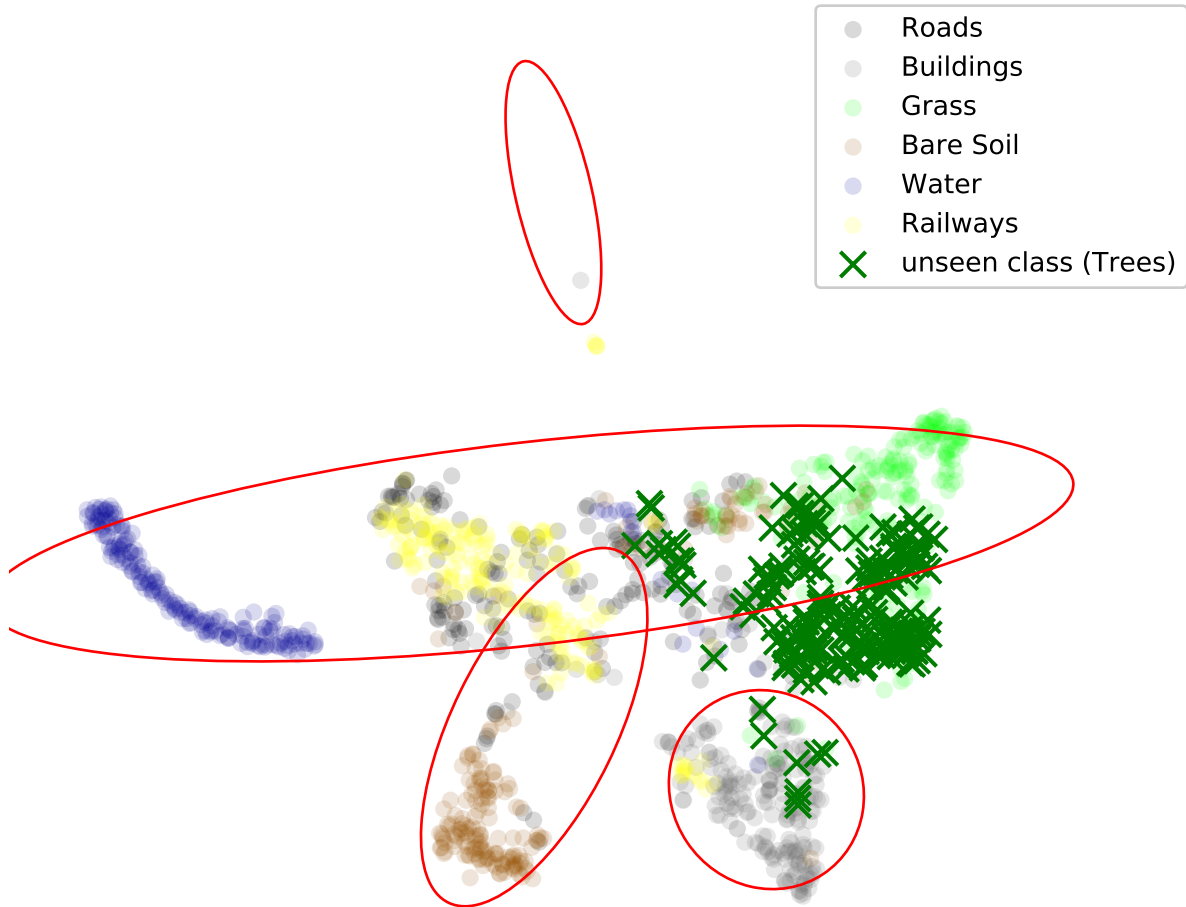 Roads
Buildings
Grass
Bare Soil
Water
Railways
unseen class (Trees)